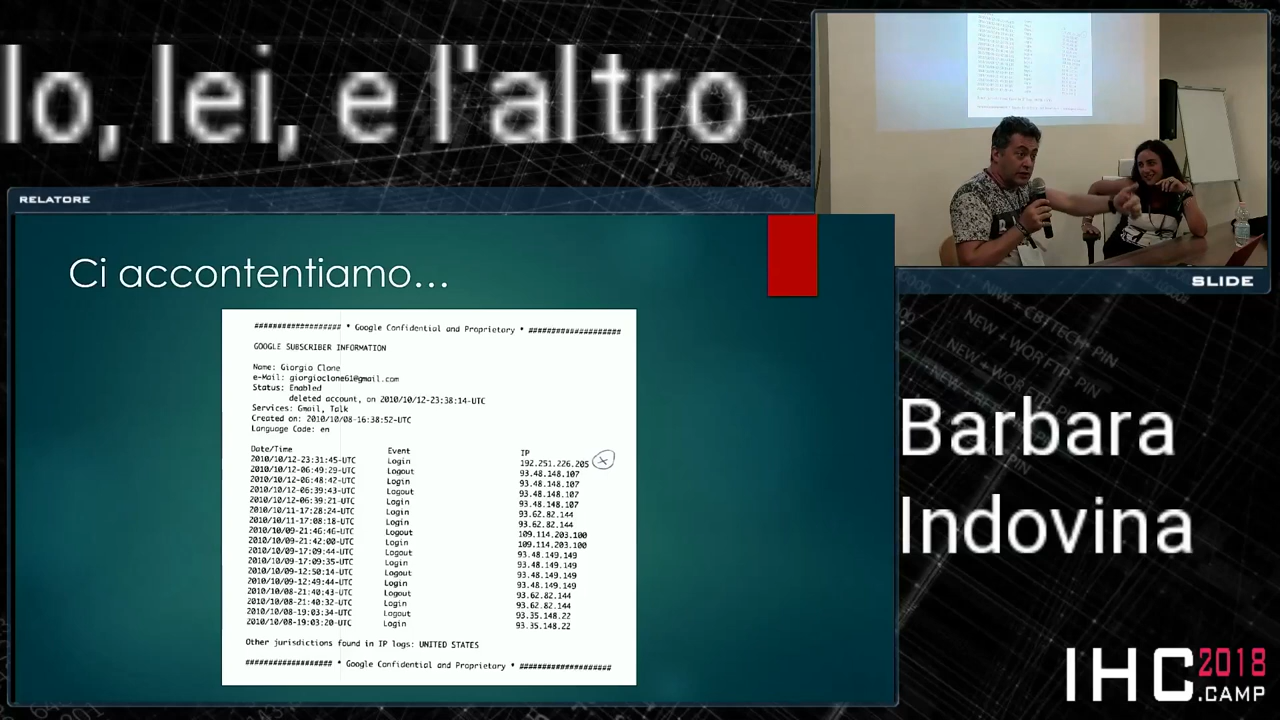 Io, lei, e l'altro
RELATORE
SLIDE
Ci accontentiamo...
################## * Google Confidential and Proprietary * ###################
GOOGLE SUBSCRIBER INFORMATION
Name: Giorgio Clone
e-Mail: giorgioclone61@gmail.com
Status: Enabled
deleted account, on 2010/10/12-23:38:14-UTC
Services: Gmail, Talk
Created on: 2010/10/08-16:38:52-UTC
Language Code: en
Date/Time Event IP
2010/10/12-23:31:45-UTC Login 192.251.226.205
2010/10/12-06:49:29-UTC Logout 93.48.148.107
2010/10/12-06:48:42-UTC Login 93.48.148.107
2010/10/12-06:39:43-UTC Logout 93.48.148.107
2010/10/12-06:39:21-UTC Login 93.48.148.107
2010/10/11-17:28:24-UTC Login 93.62.82.144
2010/10/11-17:08:18-UTC Login 93.62.82.144
2010/10/09-21:46:46-UTC Logout 109.114.203.100
2010/10/09-21:42:00-UTC Login 109.114.203.100
2010/10/09-17:09:44-UTC Logout 93.48.149.149
2010/10/09-17:09:35-UTC Login 93.48.149.149
2010/10/09-12:50:14-UTC Logout 93.48.149.149
2010/10/09-12:49:44-UTC Login 93.48.149.149
2010/10/08-21:40:43-UTC Logout 93.62.82.144
2010/10/08-21:40:32-UTC Login 93.62.82.144
2010/10/08-19:03:34-UTC Logout 93.35.148.22
2010/10/08-19:03:20-UTC Login 93.35.148.22
Other jurisdictions found in IP logs: UNITED STATES
################## * Google Confidential and Proprietary * ###################
Barbara
Indovina
IHC 2018
.CAMP